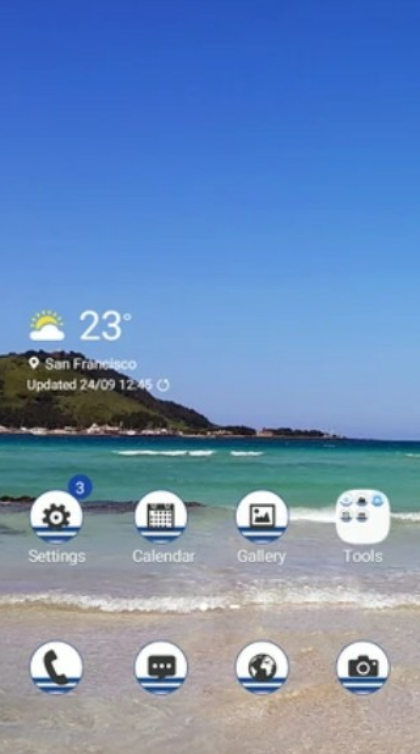 23°
San Francisco
Updated 24/09 12:45
3
Settings
Calendar
Gallery
Tools